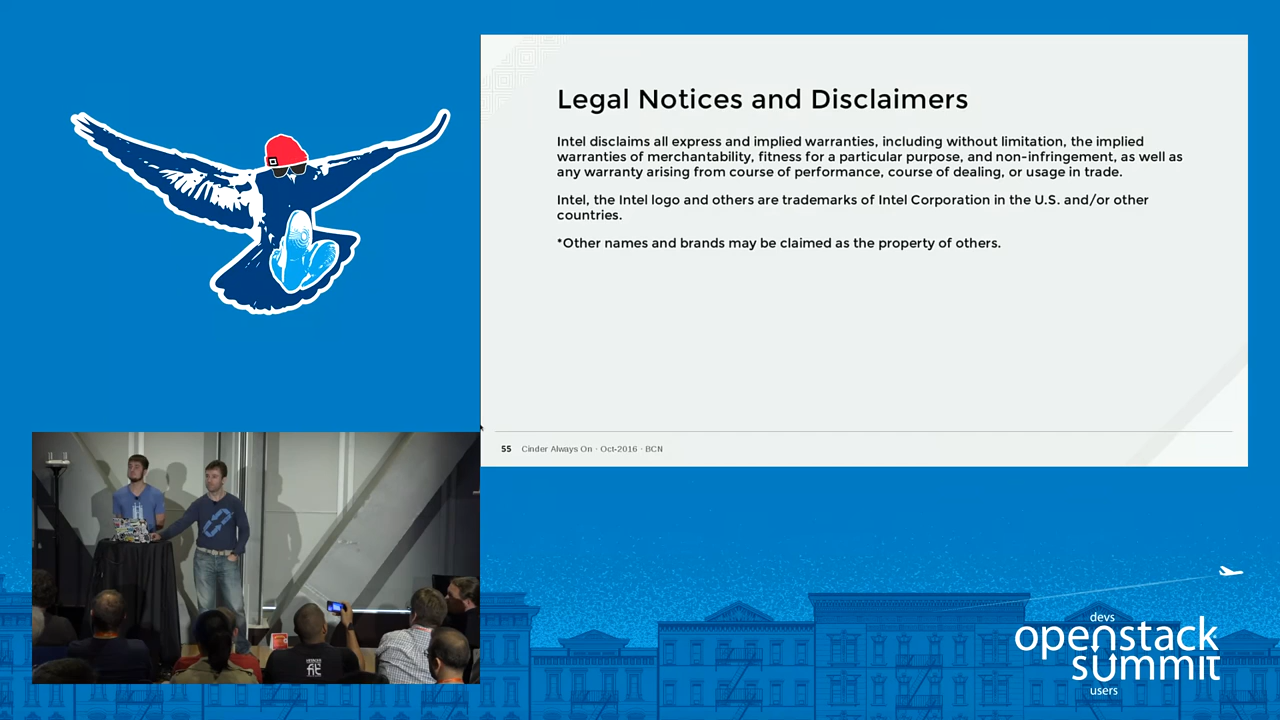 Legal Notices and Disclaimers
Intel disclaims all express and implied warranties, including without limitation, the implied
warranties of merchantability, fitness for a particular purpose, and non-infringement, as well as
any warranty arising from course of performance, course of dealing, or usage in trade.
Intel, the Intel logo and others are trademarks of Intel Corporation in the U.S. and/or other
countries.
*Other names and brands may be claimed as the property of others.
55 Cinder Always On · Oct-2016 · BCN
devs
openstack
summit
users